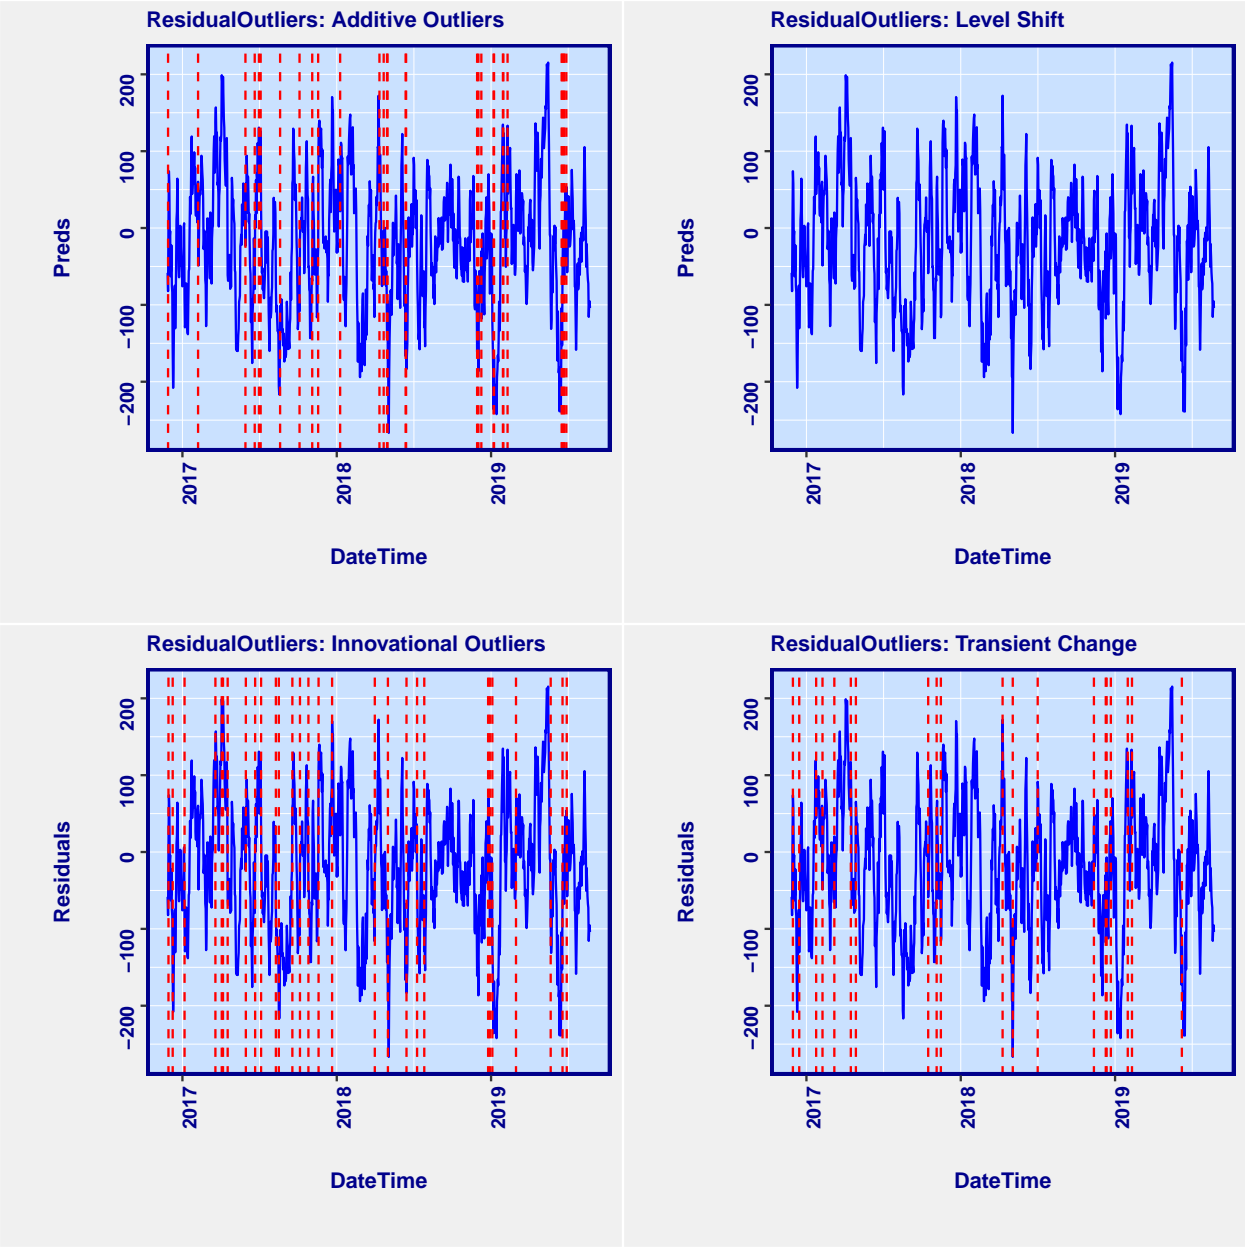 ResidualOutliers: Additive Outliers
Preds
200
100
0
−100
−200
2017
2018
2019
DateTime
ResidualOutliers: Level Shift
Preds
200
100
0
−100
−200
2017
2018
2019
DateTime
ResidualOutliers: Innovational Outliers
Residuals
200
100
0
−100
−200
2017
2018
2019
DateTime
ResidualOutliers: Transient Change
Residuals
200
100
0
−100
−200
2017
2018
2019
DateTime